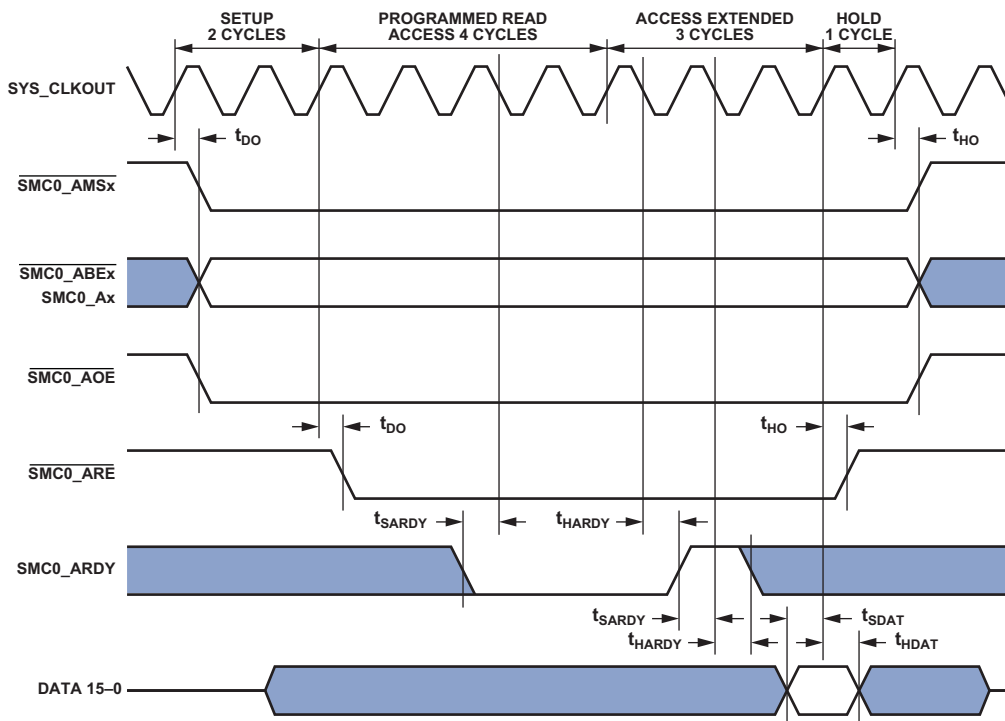 SETUP
2 CYCLES
PROGRAMMED READ
ACCESS 4 CYCLES
ACCESS EXTENDED
3 CYCLES
HOLD
1 CYCLE
SYS_CLKOUT
tDO
tHO
SMC0_AMSx
SMC0_ABEx
SMC0_Ax
SMC0_AOE
tDO
tHO
SMC0_ARE
tSARDY
tHARDY
SMC0_ARDY
tSARDY
tSDAT
tHARDY
tHDAT
DATA 15–0